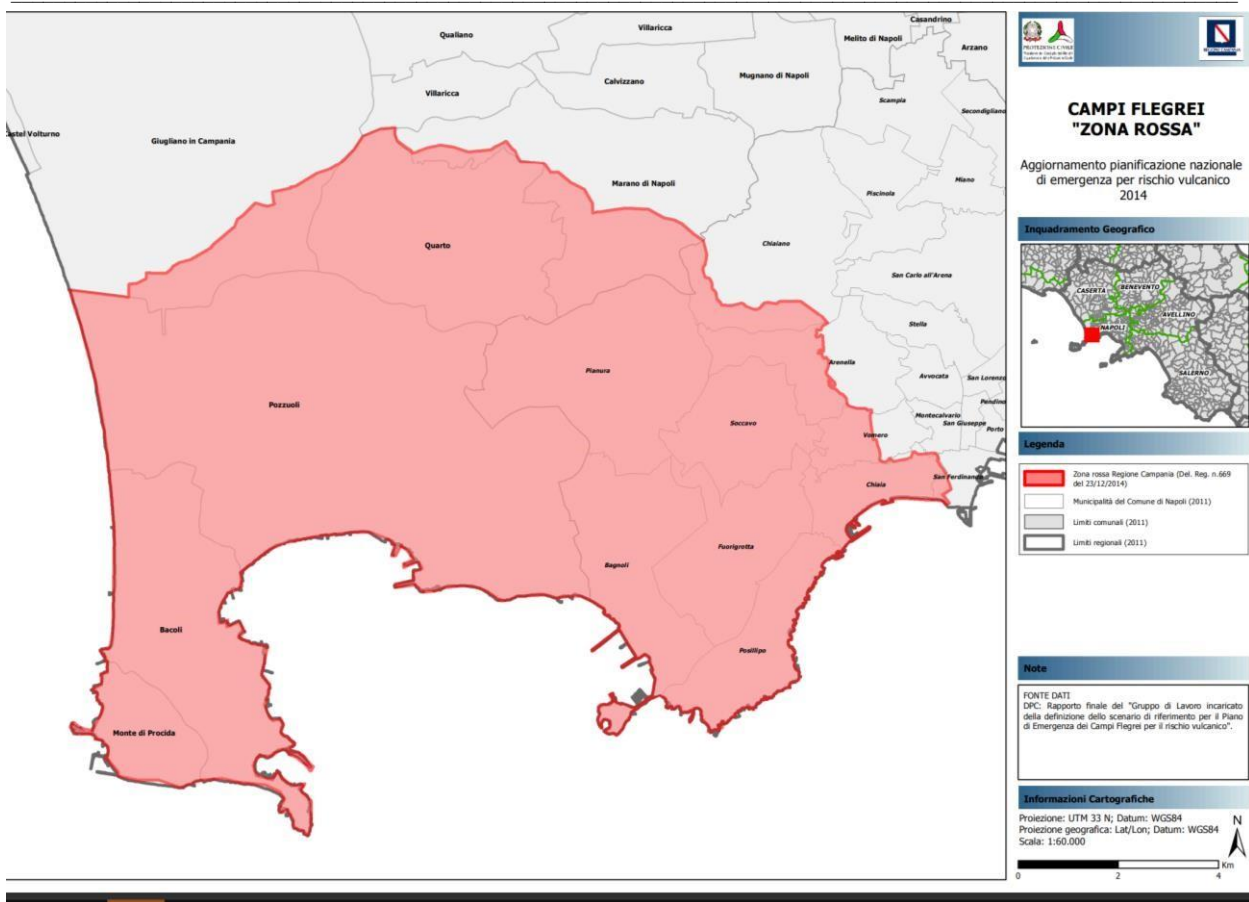 Qualiano
Villaricca
Casandrino
Melito di Napoli
Arzano
Calvizzano
Mugnano di Napoli
Villaricca
Scampia
Secondigliano
Castel Volturno
Giugliano in Campania
Marano di Napoli
Miano
Piscinola
Chiaiano
Quarto
San Carlo all'Arena
Stella
Arenella
Pianura
Avvocata
San Lorenzo
Pendino
Pozzuoli
Montecalvario
San Giuseppe
Porto
Soccavo
Vomero
San Ferdinando
Chiaia
Fuorigrotta
Bagnoli
Bacoli
Posillipo
Monte di Procida
PROTEZIONE CIVILE
REGIONE CAMPANIA
CAMPI FLEGREI
"ZONA ROSSA"
Aggiornamento pianificazione nazionale
di emergenza per rischio vulcanico
2014
Inquadramento Geografico
CASERTA
BENEVENTO
AVELLINO
NAPOLI
SALERNO
Legenda
Zona rossa Regione Campania (Del. Reg. n.669
del 23/12/2014)
Municipalità del Comune di Napoli (2011)
Limiti comunali (2011)
Limiti regionali (2011)
Note
FONTE DATI
DPC: Rapporto finale del "Gruppo di Lavoro incaricato
della definizione dello scenario di riferimento per il Piano
di Emergenza dei Campi Flegrei per il rischio vulcanico".
Informazioni Cartografiche
Proiezione: UTM 33 N; Datum: WGS84
Proiezione geografica: Lat/Lon; Datum: WGS84
Scala: 1:60.000
N
Km
0 2 4